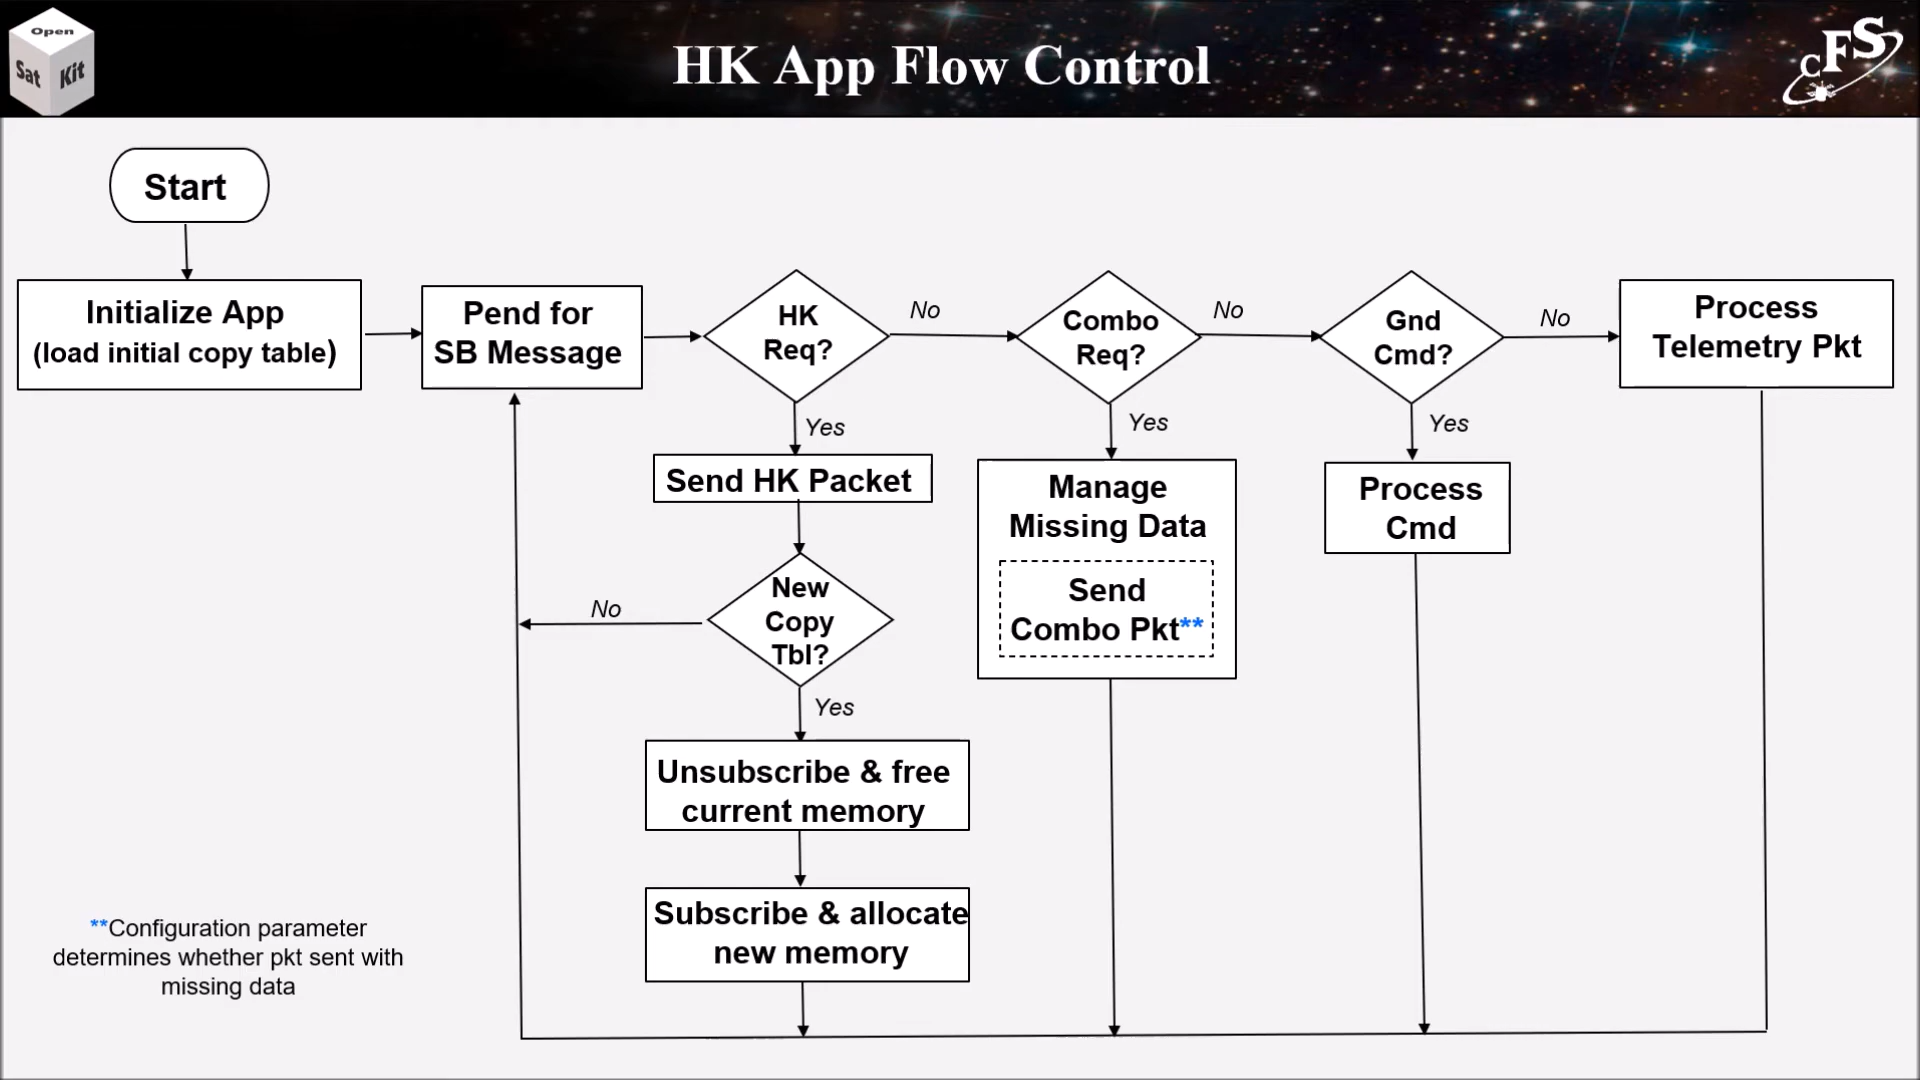 Open
Sat Kit
HK App Flow Control
cFS
Start
Initialize App
(load initial copy table)
Pend for
SB Message
HK
Req?
No
Combo
Req?
No
Gnd
Cmd?
No
Process
Telemetry Pkt
Yes
Yes
Yes
Send HK Packet
Manage
Missing Data
Send
Combo Pkt**
Process
Cmd
New
Copy
Tbl?
No
Yes
Unsubscribe & free
current memory
Subscribe & allocate
new memory
**Configuration parameter
determines whether pkt sent with
missing data